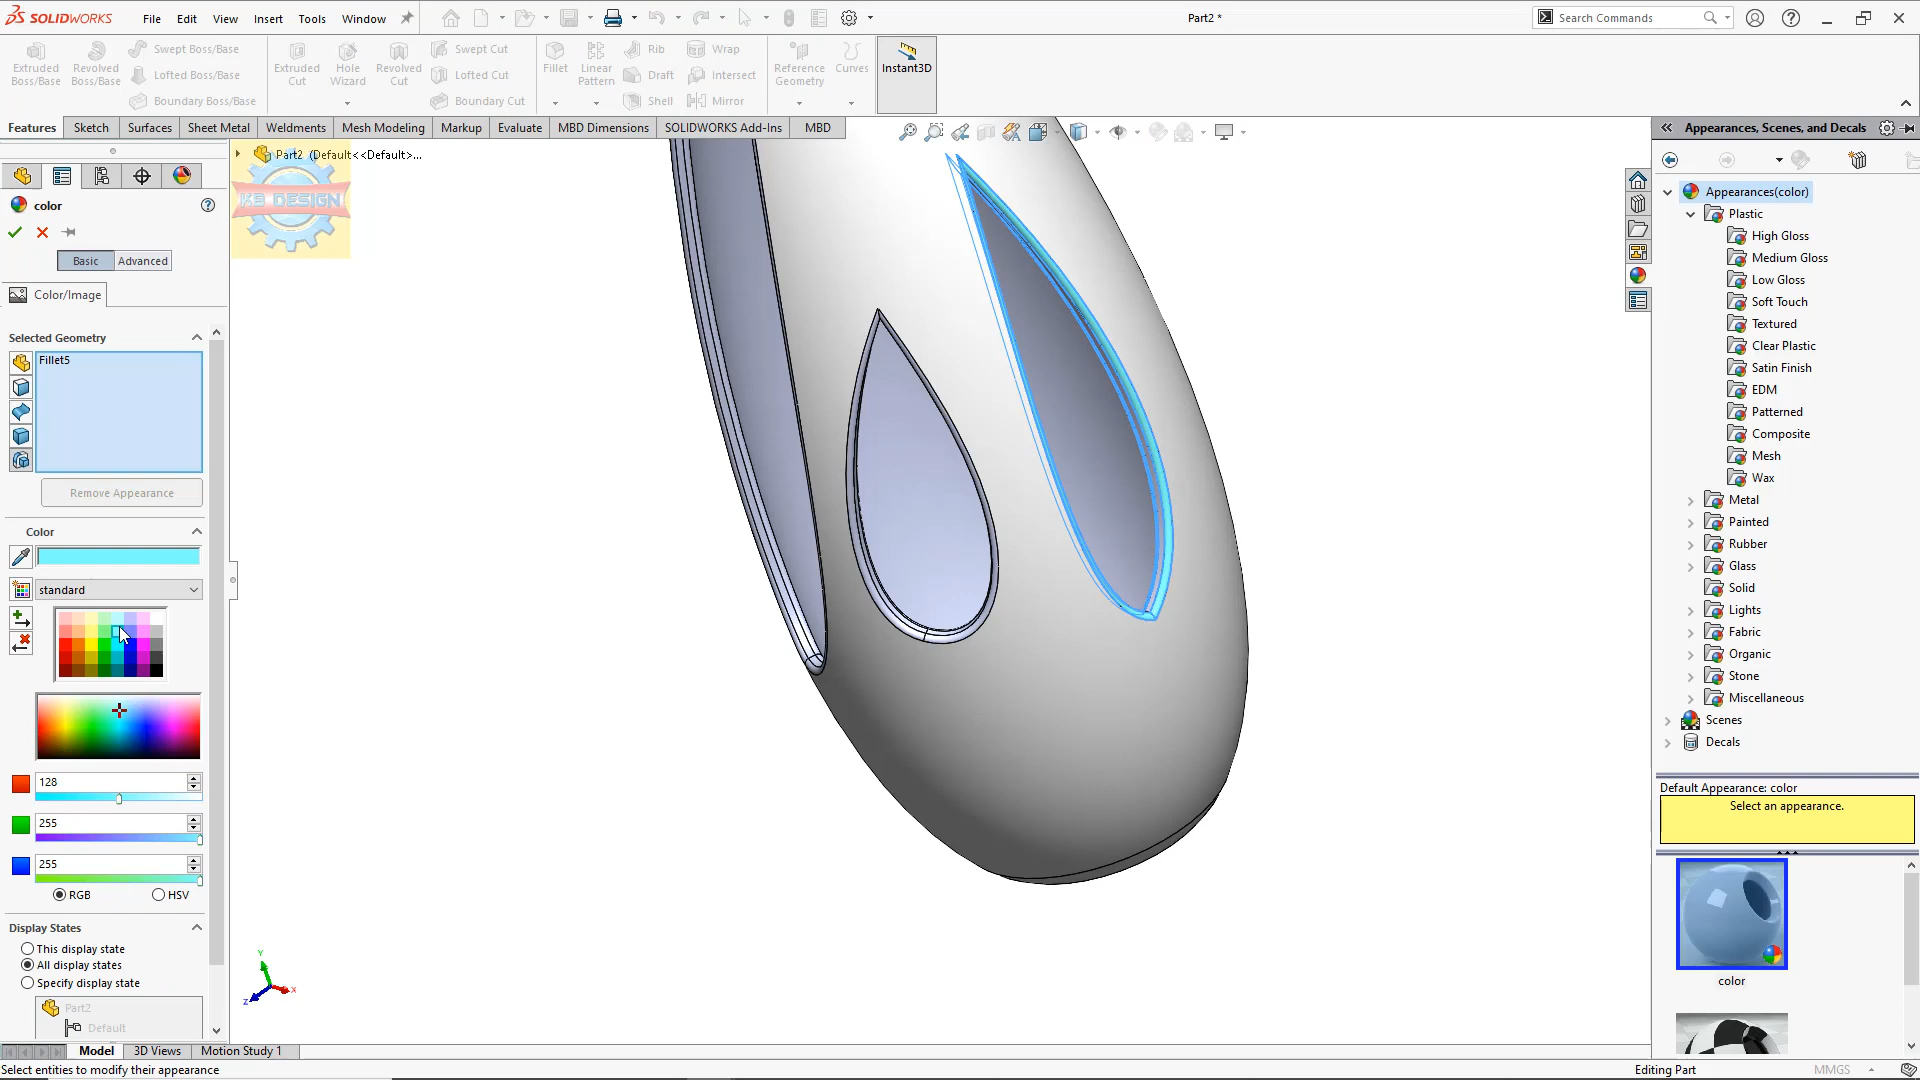 SOLIDWORKS
File Edit View Insert Tools Window
Part2 *
Search Commands
Extruded Boss/Base
Revolved Boss/Base
Swept Boss/Base
Lofted Boss/Base
Boundary Boss/Base
Extruded Cut
Hole Wizard
Revolved Cut
Swept Cut
Lofted Cut
Boundary Cut
Fillet
Linear Pattern
Rib
Draft
Shell
Wrap
Intersect
Mirror
Reference Geometry
Curves
Instant3D
Features Sketch Surfaces Sheet Metal Weldments Mesh Modeling Markup Evaluate MBD Dimensions SOLIDWORKS Add-Ins MBD
Part2 (Default<<Default>...
KS DESIGN
color
Basic Advanced
Color/Image
Selected Geometry
Fillet5
Remove Appearance
Color
standard
128
255
255
RGB HSV
Display States
This display state
All display states
Specify display state
Part2
Default
Y
Z
X
Model 3D Views Motion Study 1
Select entities to modify their appearance
Editing Part
MMGS
Appearances, Scenes, and Decals
Appearances(color)
Plastic
High Gloss
Medium Gloss
Low Gloss
Soft Touch
Textured
Clear Plastic
Satin Finish
EDM
Patterned
Composite
Mesh
Wax
Metal
Painted
Rubber
Glass
Solid
Lights
Fabric
Organic
Stone
Miscellaneous
Scenes
Decals
Default Appearance: color
Select an appearance.
color